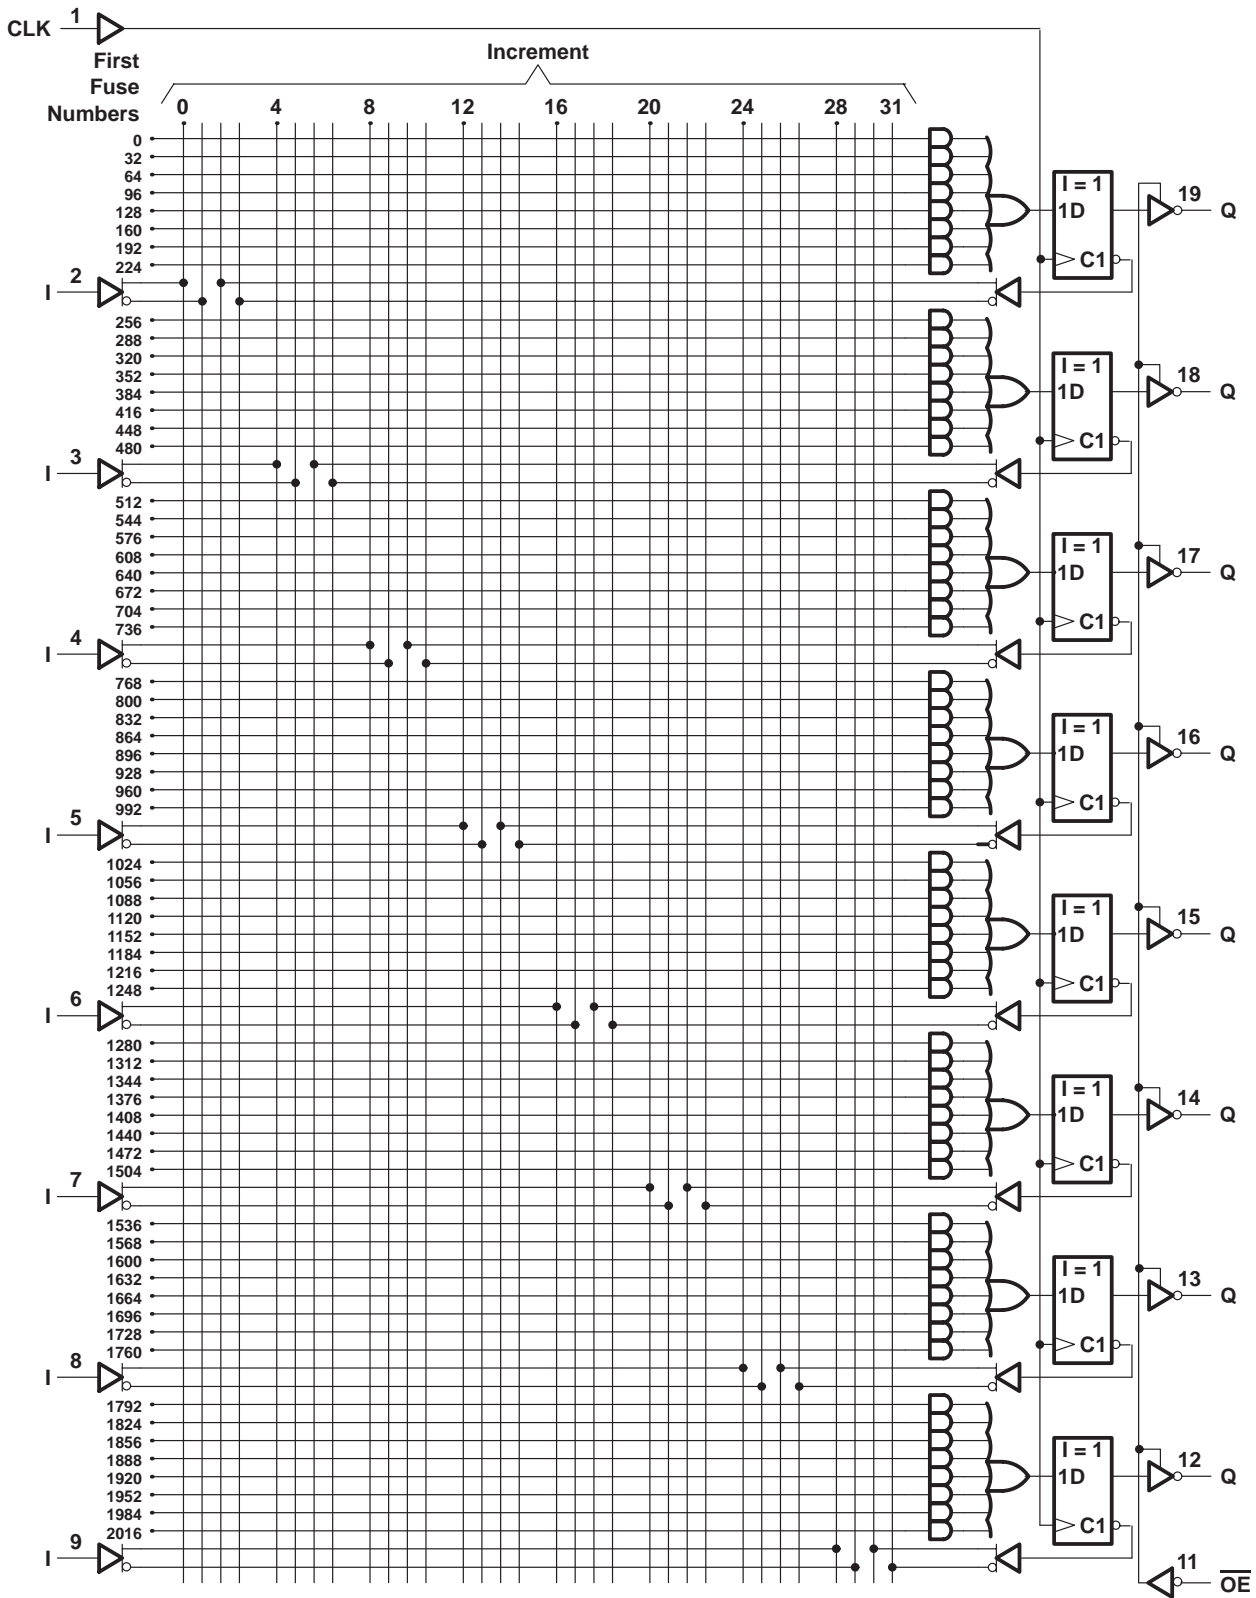 CLK 1
First
Fuse
Numbers
Increment
0 4 8 12 16 20 24 28 31
0
32
64
96
128
160
192
224
I = 1
1D
C1
19 Q
I 2
256
288
320
352
384
416
448
480
I = 1
1D
C1
18 Q
I 3
512
544
576
608
640
672
704
736
I = 1
1D
C1
17 Q
I 4
768
800
832
864
896
928
960
992
I = 1
1D
C1
16 Q
I 5
1024
1056
1088
1120
1152
1184
1216
1248
I = 1
1D
C1
15 Q
I 6
1280
1312
1344
1376
1408
1440
1472
1504
I = 1
1D
C1
14 Q
I 7
1536
1568
1600
1632
1664
1696
1728
1760
I = 1
1D
C1
13 Q
I 8
1792
1824
1856
1888
1920
1952
1984
2016
I = 1
1D
C1
12 Q
I 9
11 OE